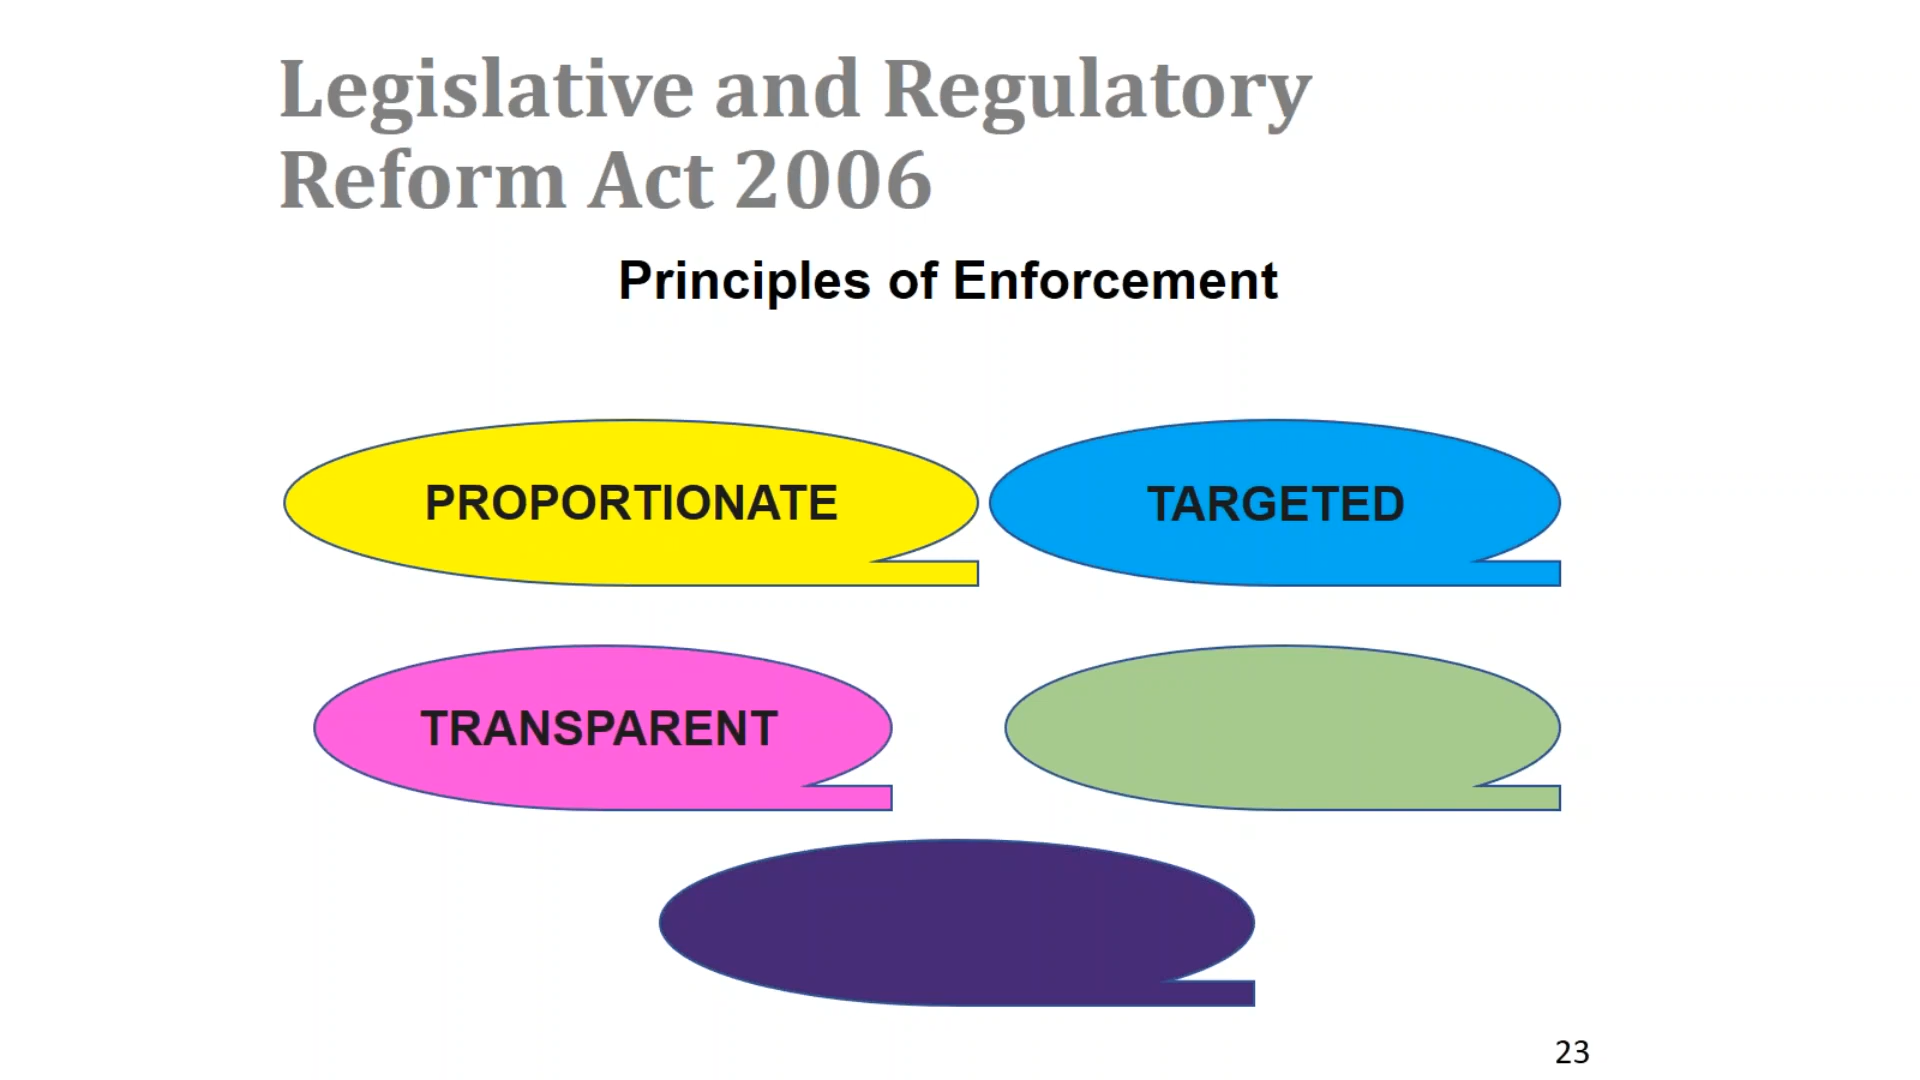 Legislative and Regulatory
Reform Act 2006
Principles of Enforcement
PROPORTIONATE
TARGETED
TRANSPARENT
23